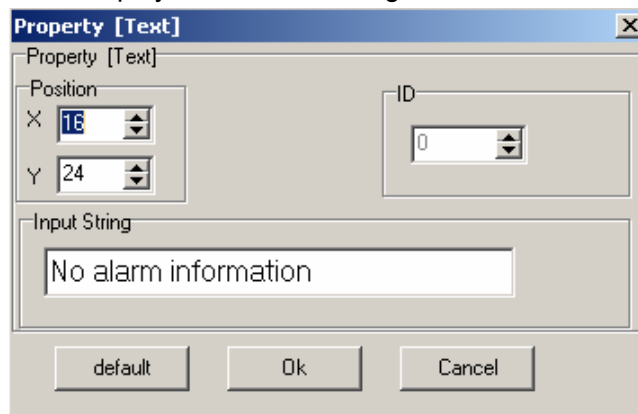 Property [Text]
Property [Text]
Position
ID
X 16
0
Y 24
Input String
No alarm information
default Ok Cancel